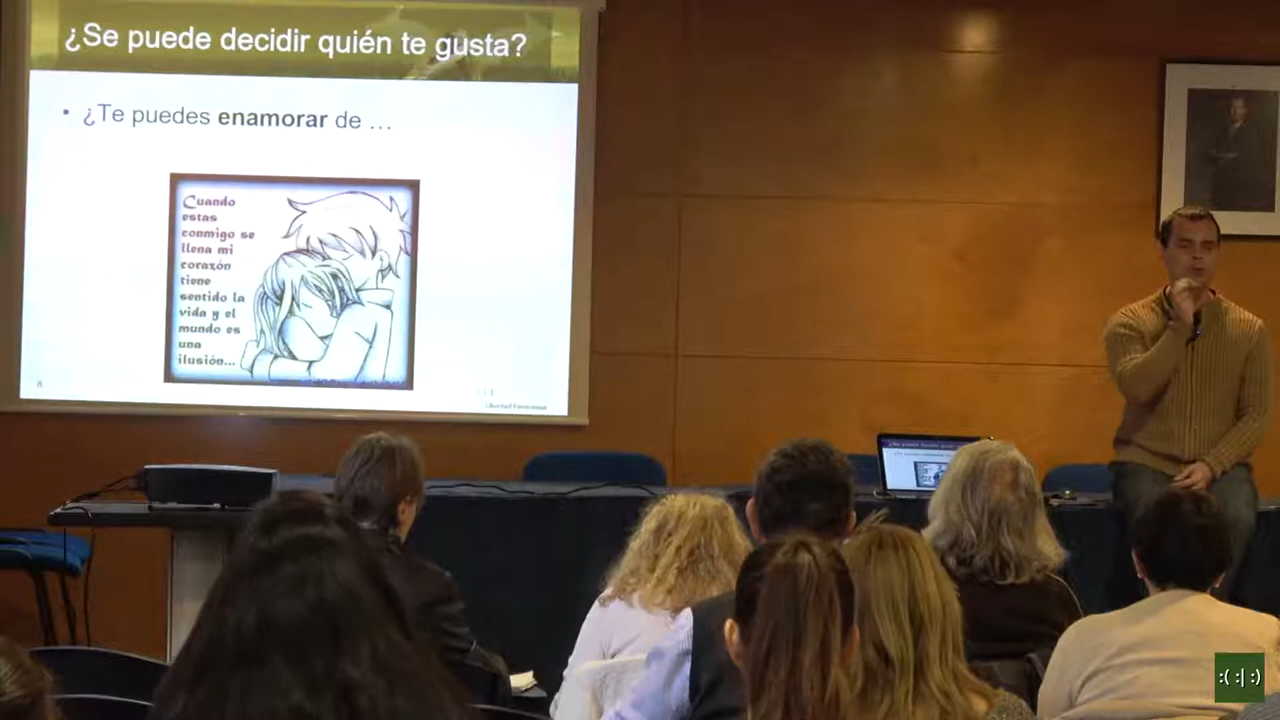 ¿Se puede decidir quién te gusta?
• ¿Te puedes enamorar de ...
Cuando
estas
conmigo se
llena mi
corazón
tiene
sentido la
vida y el
mundo es
una
ilusión...
8
:( :| :)